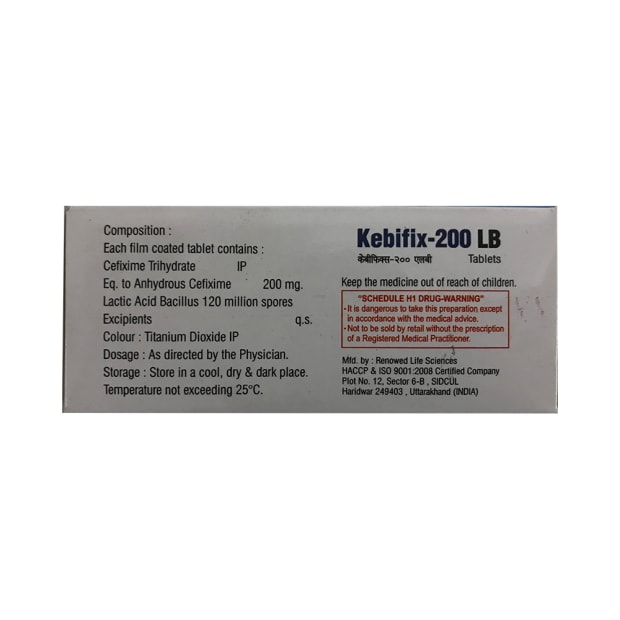 Composition :
Each film coated tablet contains :
Cefixime Trihydrate IP
Eq. to Anhydrous Cefixime 200 mg.
Lactic Acid Bacillus 120 million spores
Excipients q.s.
Colour : Titanium Dioxide IP
Dosage : As directed by the Physician.
Storage : Store in a cool, dry & dark place.
Temperature not exceeding 25°C.
Kebifix-200 LB
केबीफिक्स-२०० एलबी Tablets
Keep the medicine out of reach of children.
"SCHEDULE H1 DRUG-WARNING"
• It is dangerous to take this preparation except
in accordance with the medical advice.
• Not to be sold by retail without the prescription
of a Registered Medical Practitioner.
Mfd. by : Renowed Life Sciences
HACCP & ISO 9001:2008 Certified Company
Plot No. 12, Sector 6-B , SIDCUL
Haridwar 249403 , Uttarakhand (INDIA)